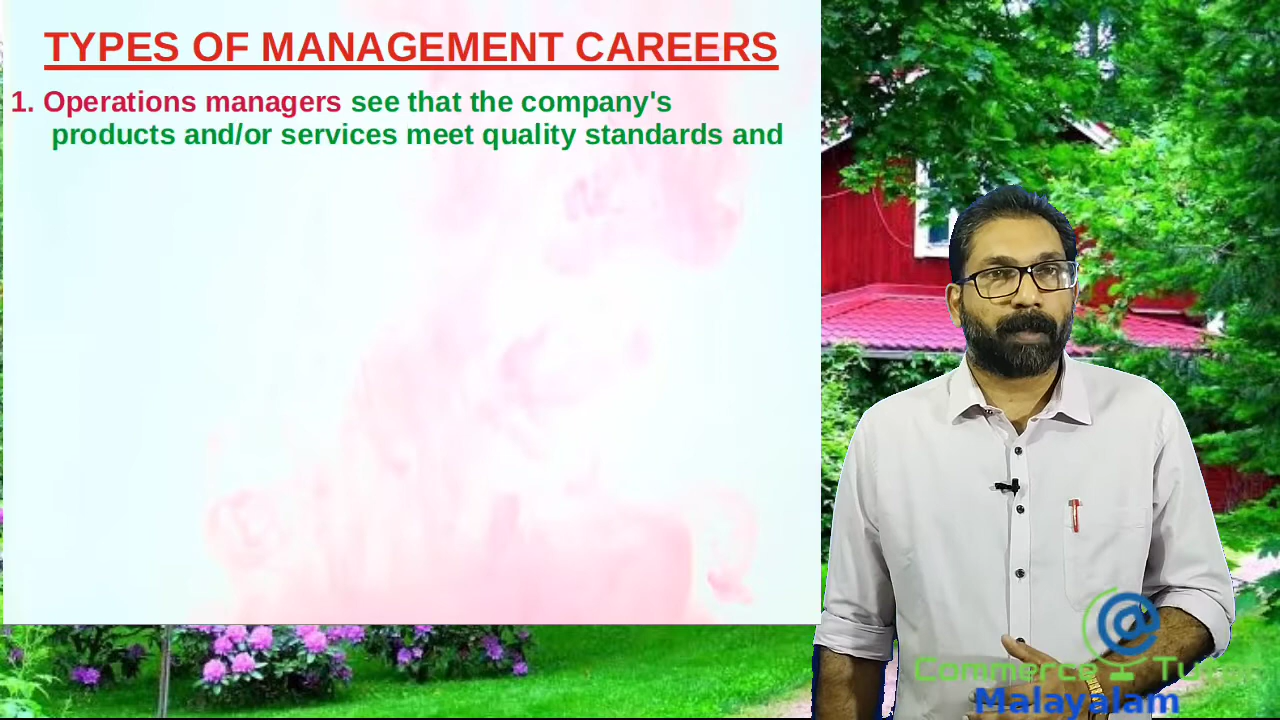 TYPES OF MANAGEMENT CAREERS
1. Operations managers see that the company's
products and/or services meet quality standards and
Commerce Tutor
Malayalam